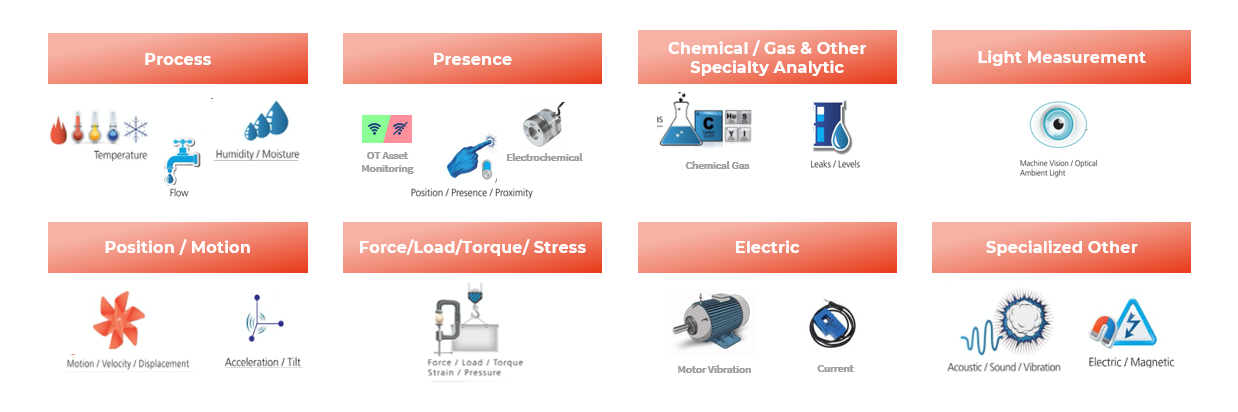 Process
Presence
Chemical / Gas & Other
Specialty Analytic
Light Measurement
Temperature
Flow
Humidity / Moisture
OT Asset
Monitoring
Position / Presence / Proximity
Electrochemical
IS
C
He S
Y I
Chemical Gas
Leaks / Levels
Machine Vision / Optical
Ambient Light
Position / Motion
Force/Load/Torque/ Stress
Electric
Specialized Other
Motion / Velocity / Displacement
Acceleration / Tilt
Force / Load / Torque
Strain / Pressure
Motor Vibration
Current
Acoustic / Sound / Vibration
Electric / Magnetic